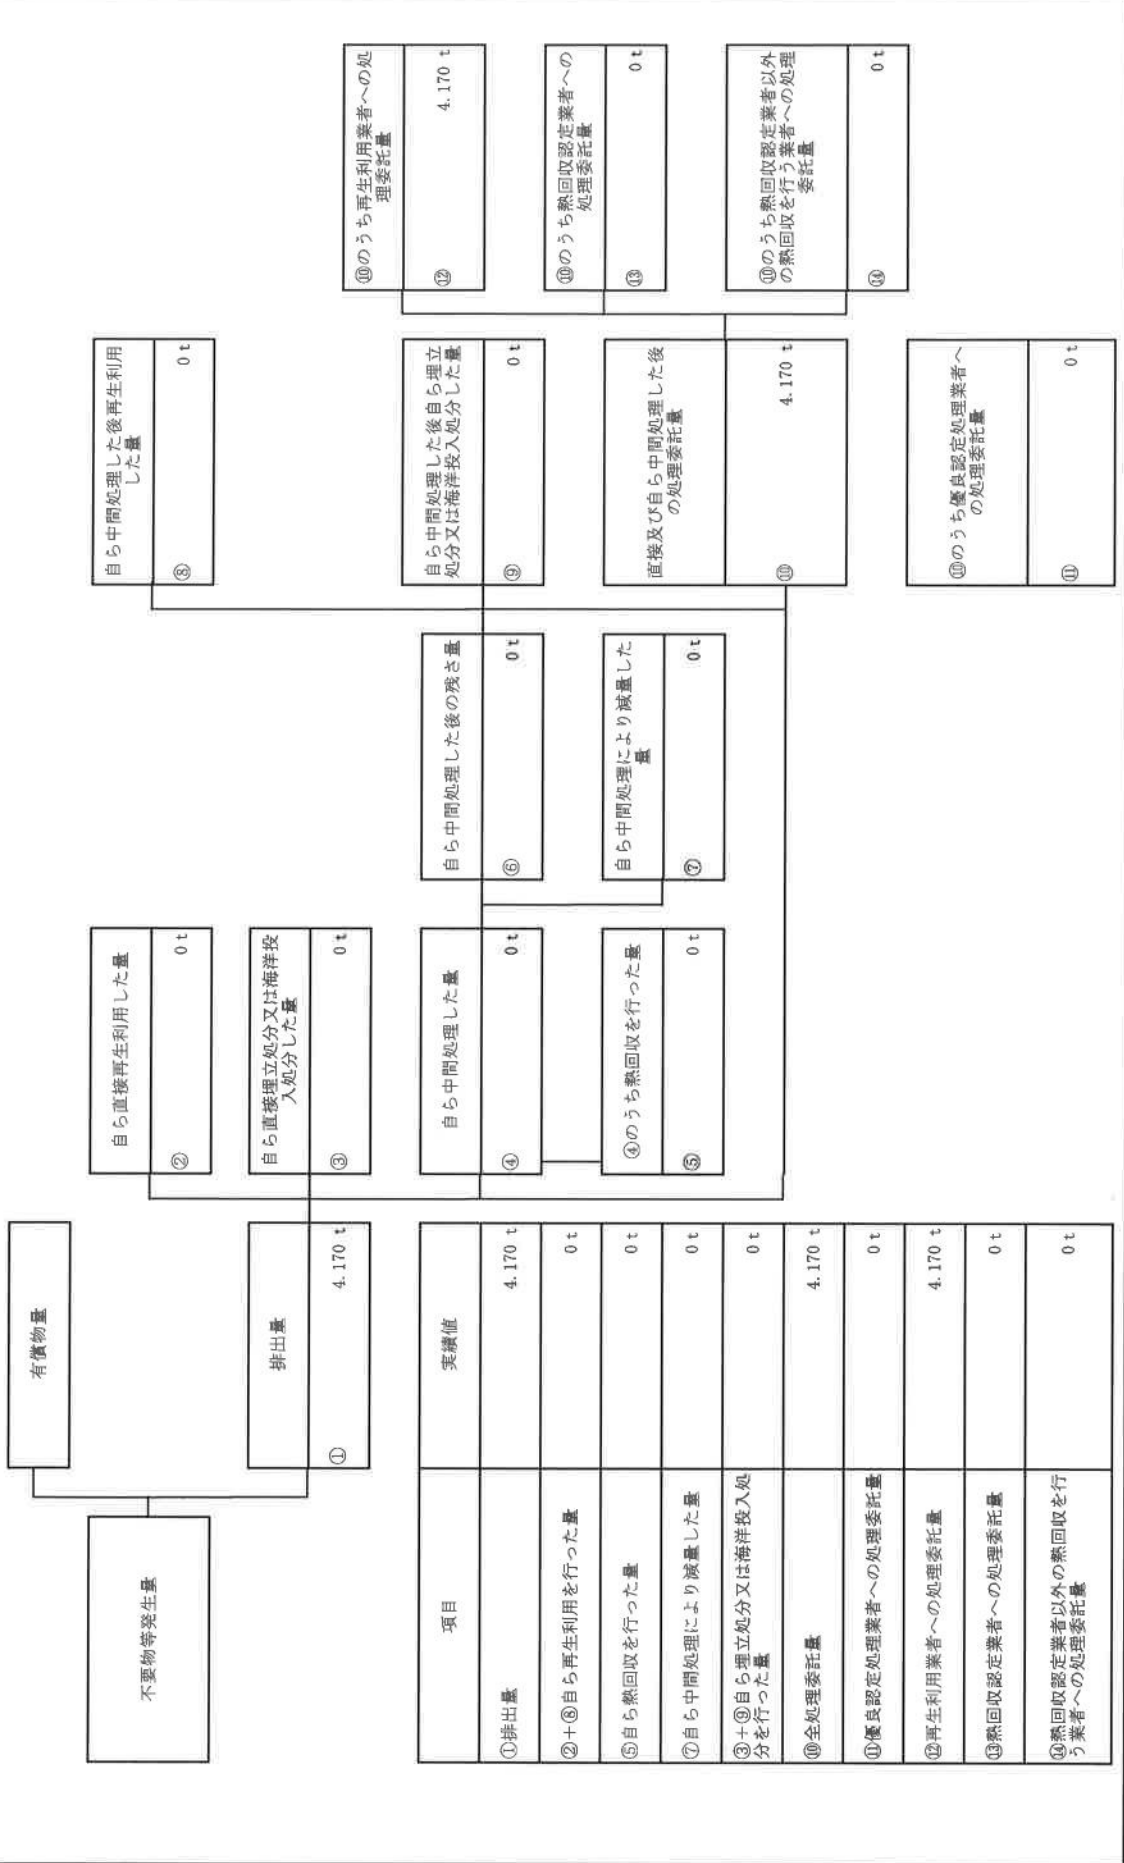 不要物等発生量
有償物量
排出量
① 4.170 t
自ら直接再生利用した量
② 0 t
自ら直接埋立処分又は海洋投
入処分した量
③ 0 t
自ら中間処理した量
④ 0 t
④のうち熱回収を行った量
⑤ 0 t
自ら中間処理した後の残さ量
⑥ 0 t
自ら中間処理により減量した
量
⑦ 0 t
自ら中間処理した後再生利用
した量
⑧ 0 t
自ら中間処理した後自ら埋立
処分又は海洋投入処分した量
⑨ 0 t
直接及び自ら中間処理した後
の処理委託量
⑩ 4.170 t
⑩のうち優良認定処理業者へ
の処理委託量
⑪ 0 t
⑩のうち再生利用業者への処
理委託量
⑫ 4.170 t
⑩のうち熱回収認定業者への
処理委託量
⑬ 0 t
⑩のうち熱回収認定業者以外
の熱回収を行う業者への処理
委託量
⑭ 0 t
項目 実績値
①排出量 4.170 t
②+⑧自ら再生利用を行った量 0 t
⑤自ら熱回収を行った量 0 t
⑦自ら中間処理により減量した量 0 t
③+⑨自ら埋立処分又は海洋投入処
分を行った量 0 t
⑩全処理委託量 4.170 t
⑪優良認定処理業者への処理委託量 0 t
⑫再生利用業者への処理委託量 4.170 t
⑬熱回収認定業者への処理委託量 0 t
⑭熱回収認定業者以外の熱回収を行
う業者への処理委託量 0 t